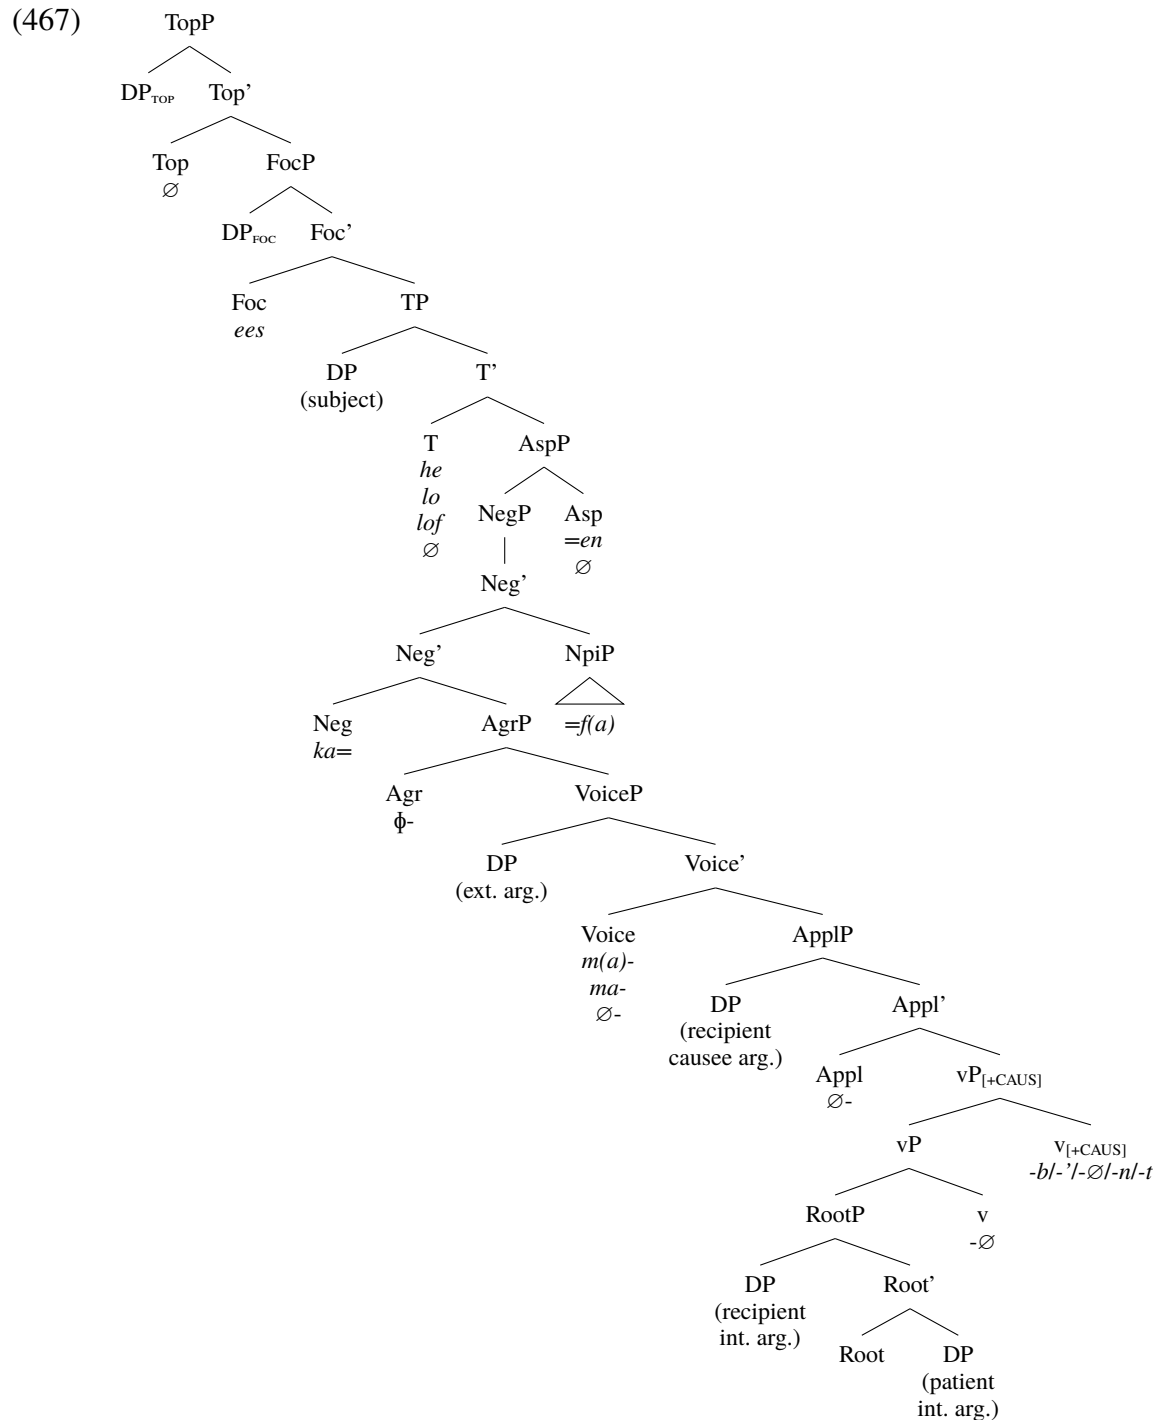 (467) TopP
DP_TOP Top’
Top FocP
∅
DP_FOC Foc’
Foc TP
ees
DP T’
(subject)
T AspP
he
lo NegP Asp
lof =en
∅ ∅
Neg’
Neg’ NpiP
Neg AgrP =f(a)
ka=
Agr VoiceP
ϕ-
DP Voice’
(ext. arg.)
Voice ApplP
m(a)-
ma-
∅- DP Appl’
(recipient
causee arg.) Appl vP[+CAUS]
∅-
vP v[+CAUS]
-b/-’/-∅/-n/-t
RootP v
-∅
DP Root’
(recipient
int. arg.) Root DP
(patient
int. arg.)